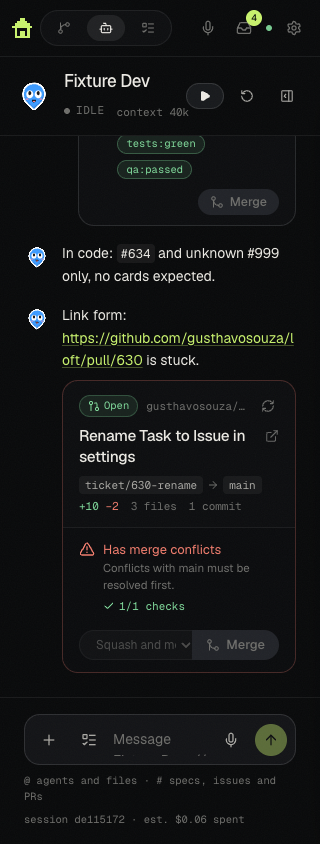 4
Fixture Dev
IDLE context 40k
tests:green
qa:passed
Merge
In code: #634 and unknown #999
only, no cards expected.
Link form:
https://github.com/gusthavosouza/l
oft/pull/630 is stuck.
Open gusthavosouza/…
Rename Task to Issue in
settings
ticket/630-rename → main
+10 −2 3 files 1 commit
Has merge conflicts
Conflicts with main must be
resolved first.
1/1 checks
Squash and me Merge
Message
@ agents and files · # specs, issues and
PRs
session de115172 · est. $0.06 spent